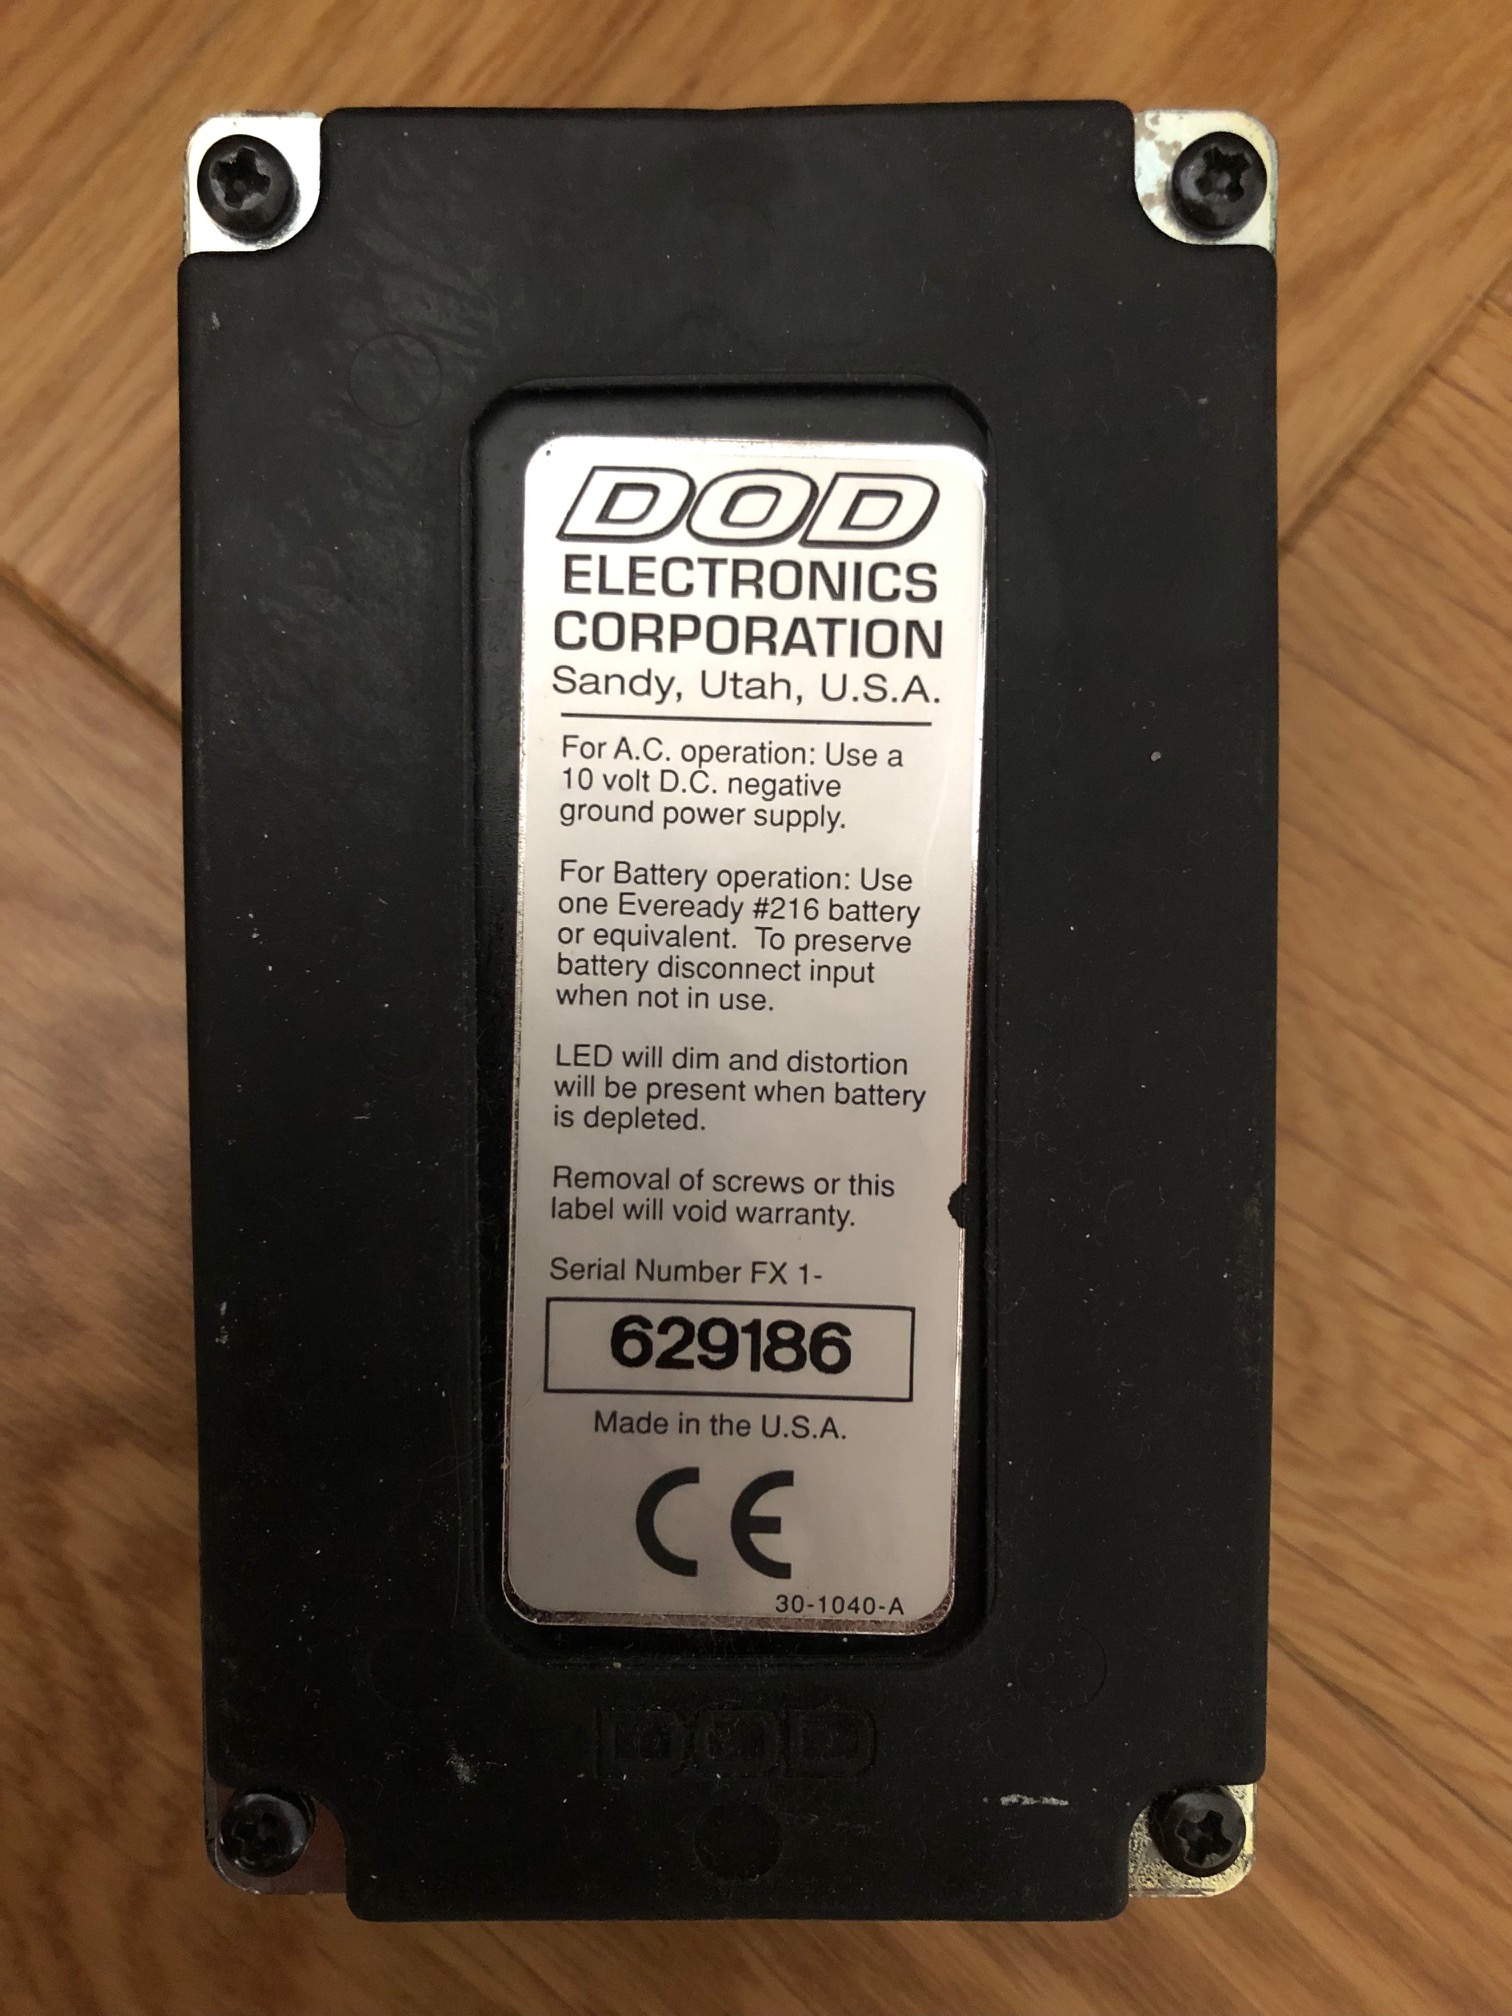 DOD
ELECTRONICS
CORPORATION
Sandy, Utah, U.S.A.
For A.C. operation: Use a
10 volt D.C. negative
ground power supply.
For Battery operation: Use
one Eveready #216 battery
or equivalent. To preserve
battery disconnect input
when not in use.
LED will dim and distortion
will be present when battery
is depleted.
Removal of screws or this
label will void warranty.
Serial Number FX 1-
629186
Made in the U.S.A.
CE
30-1040-A
DOD